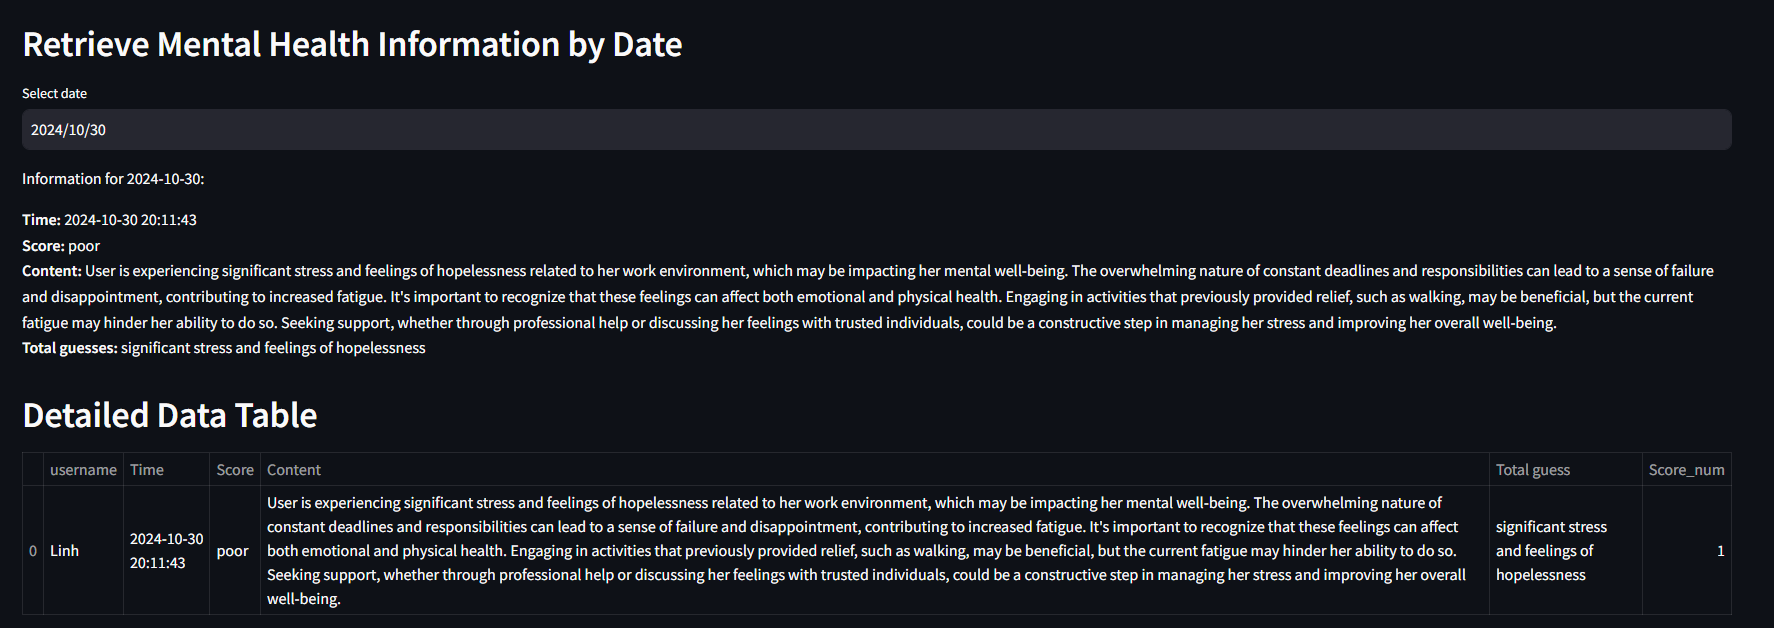 Retrieve Mental Health Information by Date
Select date
2024/10/30
Information for 2024-10-30:
Time: 2024-10-30 20:11:43
Score: poor
Content: User is experiencing significant stress and feelings of hopelessness related to her work environment, which may be impacting her mental well-being. The overwhelming nature of constant deadlines and responsibilities can lead to a sense of failure
and disappointment, contributing to increased fatigue. It's important to recognize that these feelings can affect both emotional and physical health. Engaging in activities that previously provided relief, such as walking, may be beneficial, but the current
fatigue may hinder her ability to do so. Seeking support, whether through professional help or discussing her feelings with trusted individuals, could be a constructive step in managing her stress and improving her overall well-being.
Total guesses: significant stress and feelings of hopelessness
Detailed Data Table
username Time Score Content Total guess Score_num
0 Linh
2024-10-30
20:11:43
poor
User is experiencing significant stress and feelings of hopelessness related to her work environment, which may be impacting her mental well-being. The overwhelming nature of
constant deadlines and responsibilities can lead to a sense of failure and disappointment, contributing to increased fatigue. It's important to recognize that these feelings can affect
both emotional and physical health. Engaging in activities that previously provided relief, such as walking, may be beneficial, but the current fatigue may hinder her ability to do so.
Seeking support, whether through professional help or discussing her feelings with trusted individuals, could be a constructive step in managing her stress and improving her overall
well-being.
significant stress
and feelings of
hopelessness
1